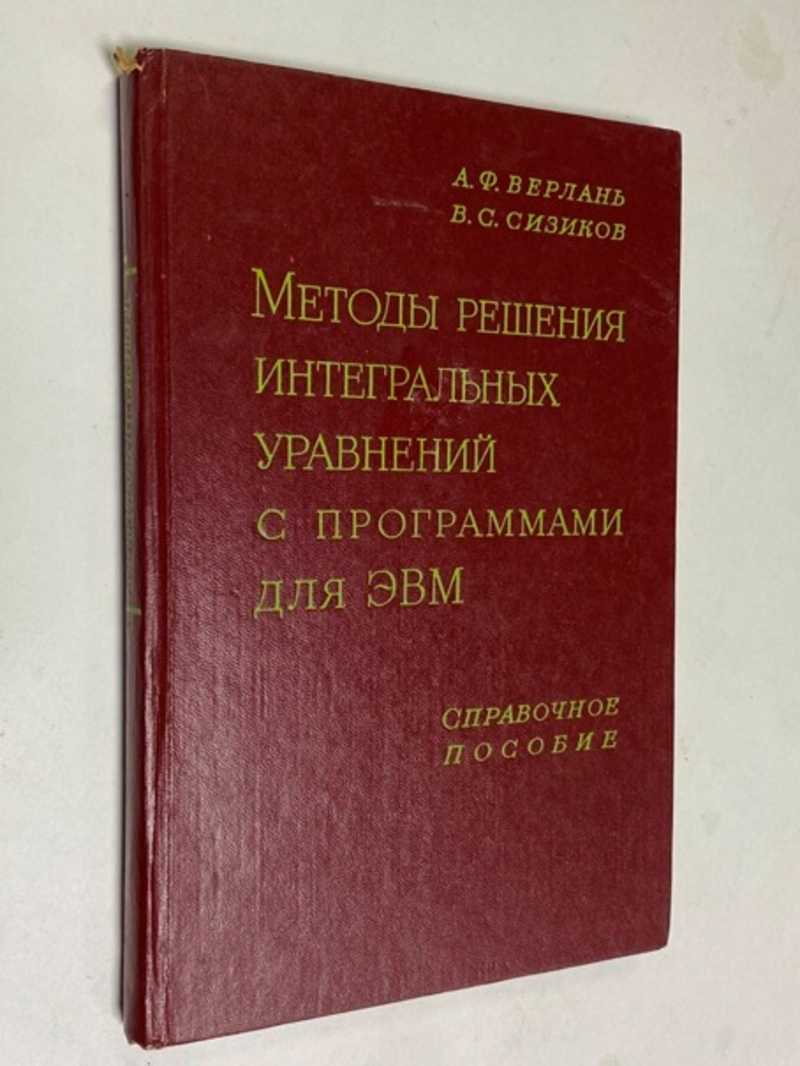 А. Ф. ВЕРЛАНЬ
В. С. СИЗИКОВ
МЕТОДЫ РЕШЕНИЯ
ИНТЕГРАЛЬНЫХ
УРАВНЕНИЙ
С ПРОГРАММАМИ
ДЛЯ ЭВМ
СПРАВОЧНОЕ
ПОСОБИЕ